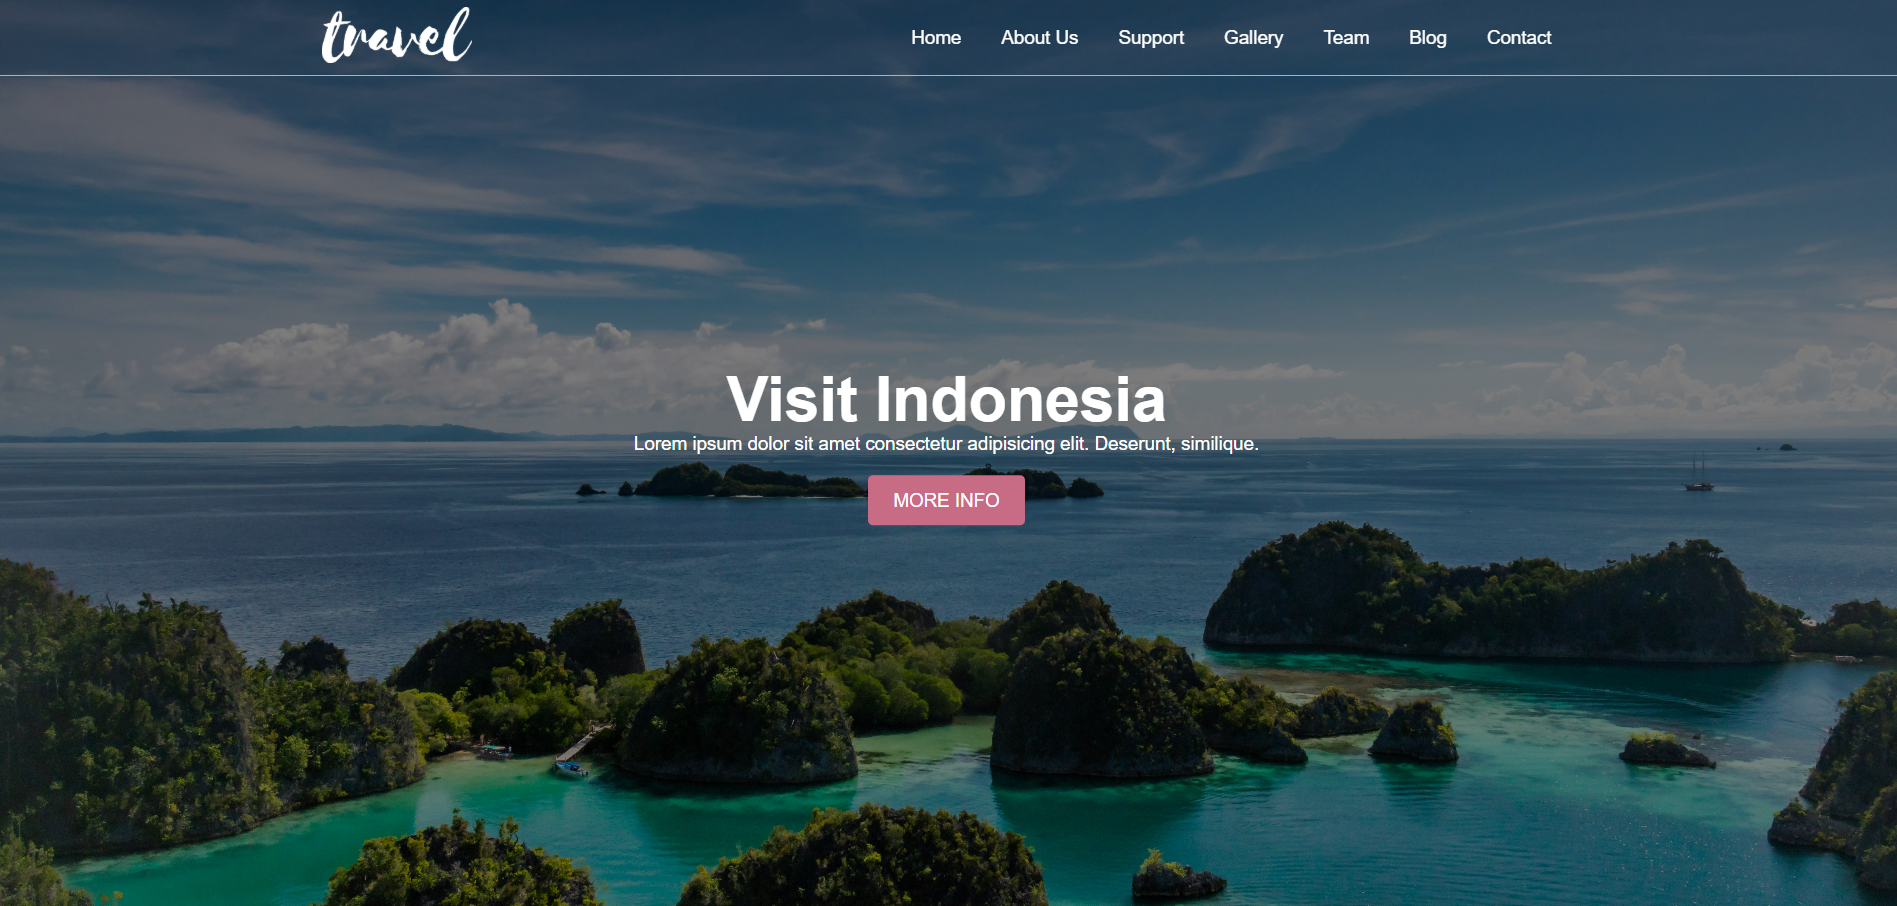 travel
Home
About Us
Support
Gallery
Team
Blog
Contact
Visit Indonesia
Lorem ipsum dolor sit amet consectetur adipisicing elit. Deserunt, similique.
MORE INFO